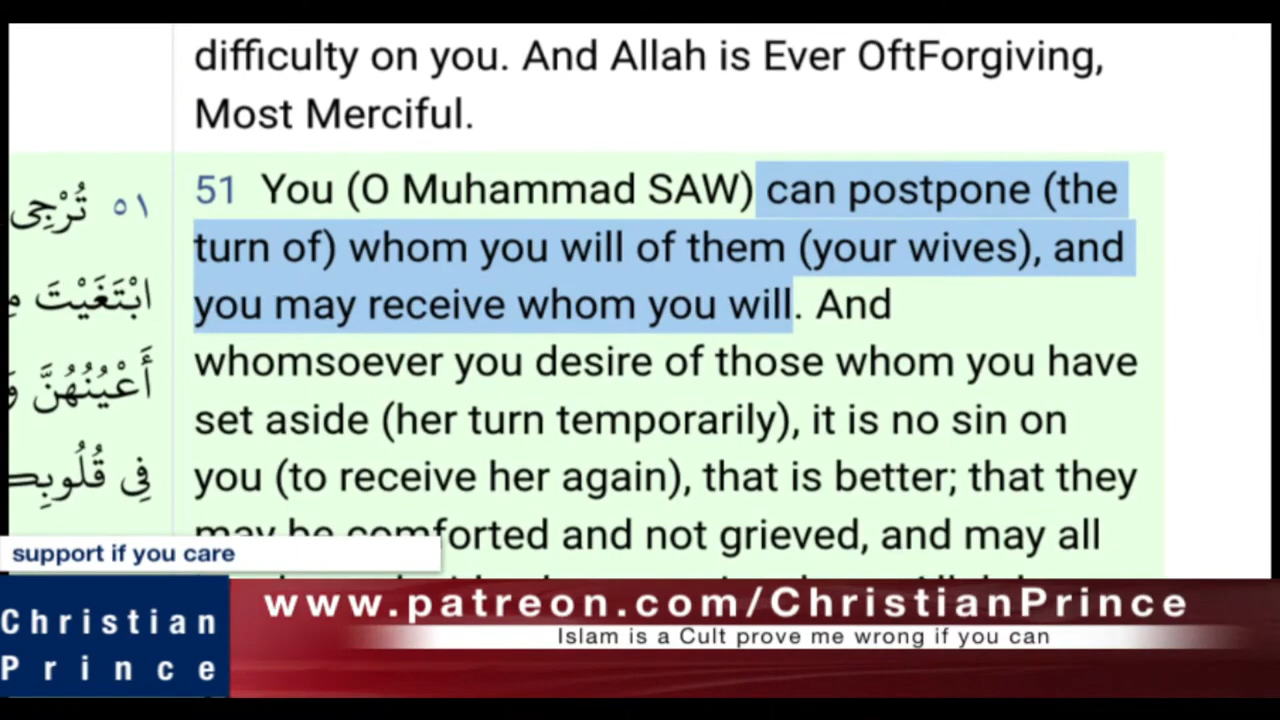 difficulty on you. And Allah is Ever OftForgiving,
Most Merciful.
51 You (O Muhammad SAW) can postpone (the
turn of) whom you will of them (your wives), and
you may receive whom you will. And
whomsoever you desire of those whom you have
set aside (her turn temporarily), it is no sin on
you (to receive her again), that is better; that they
may be comforted and not grieved, and may all
٥١ تُرْجِى
ابْتَغَيْتَ
أَعْيُنُهُنَّ
فِى
support if you care
Christian
Prince
www.patreon.com/ChristianPrince
Islam is a Cult prove me wrong if you can